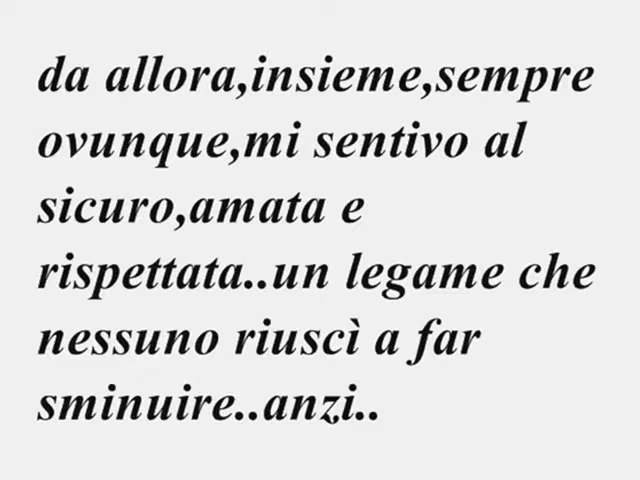 da allora,insieme,sempre
ovunque,mi sentivo al
sicuro,amata e
rispettata..un legame che
nessuno riuscì a far
sminuire..anzi..